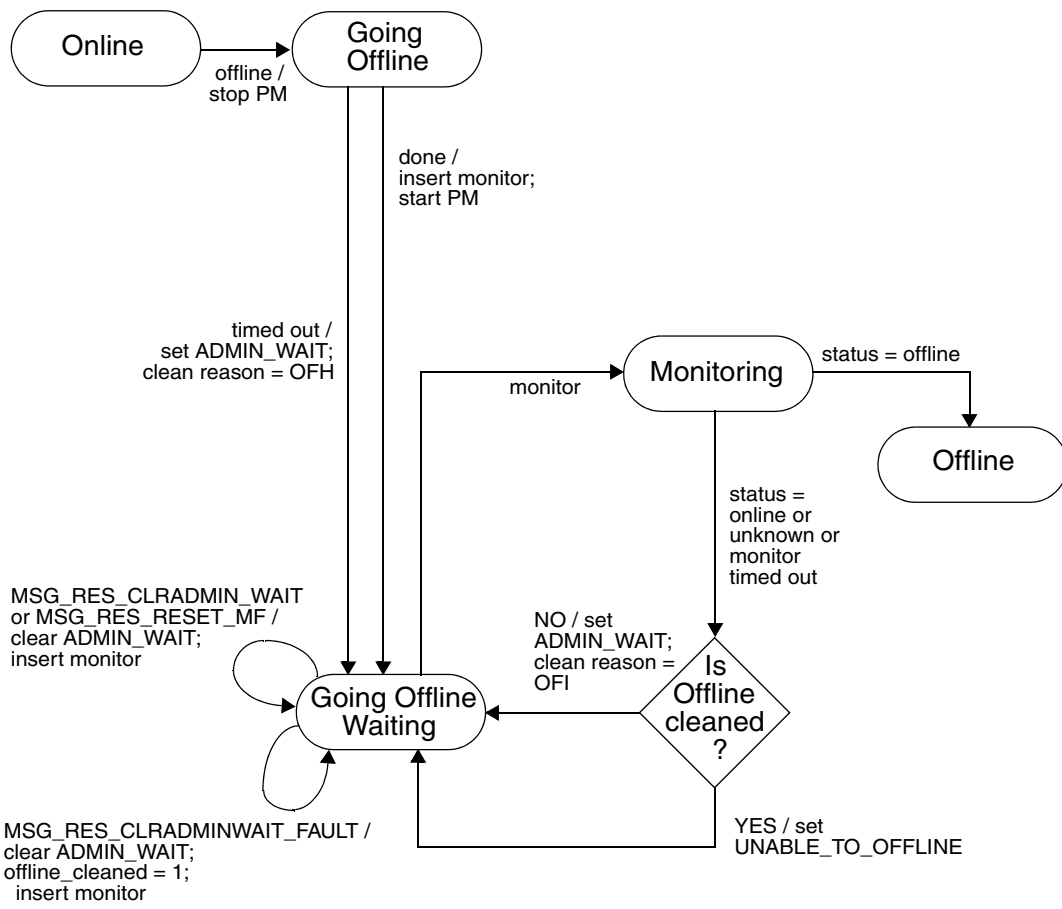 Online
Going
Offline
offline /
stop PM
done /
insert monitor;
start PM
timed out /
set ADMIN_WAIT;
clean reason = OFH
monitor
Monitoring
status = offline
Offline
status =
online or
unknown or
monitor
timed out
MSG_RES_CLRADMIN_WAIT
or MSG_RES_RESET_MF /
clear ADMIN_WAIT;
insert monitor
NO / set
ADMIN_WAIT;
clean reason =
OFI
Is
Offline
cleaned
?
Going Offline
Waiting
MSG_RES_CLRADMINWAIT_FAULT /
clear ADMIN_WAIT;
offline_cleaned = 1;
insert monitor
YES / set
UNABLE_TO_OFFLINE